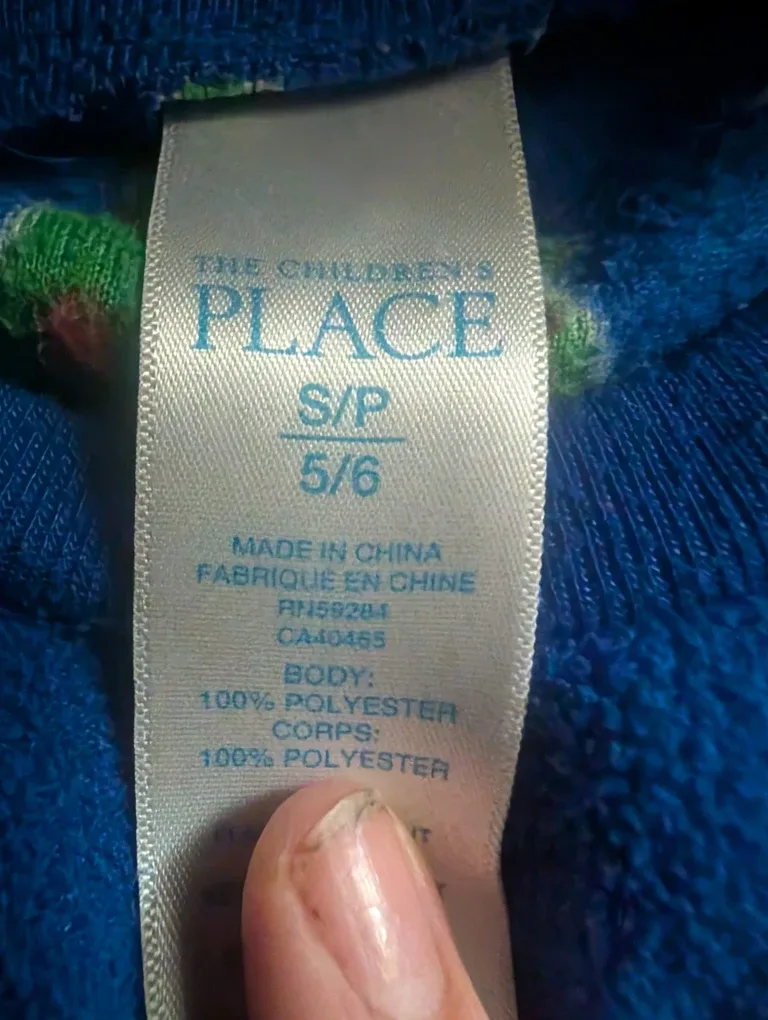 THE CHILDREN'S
PLACE
S/P
5/6
MADE IN CHINA
FABRIQUE EN CHINE
RN59284
CA40465
BODY:
100% POLYESTER
CORPS:
100% POLYESTER